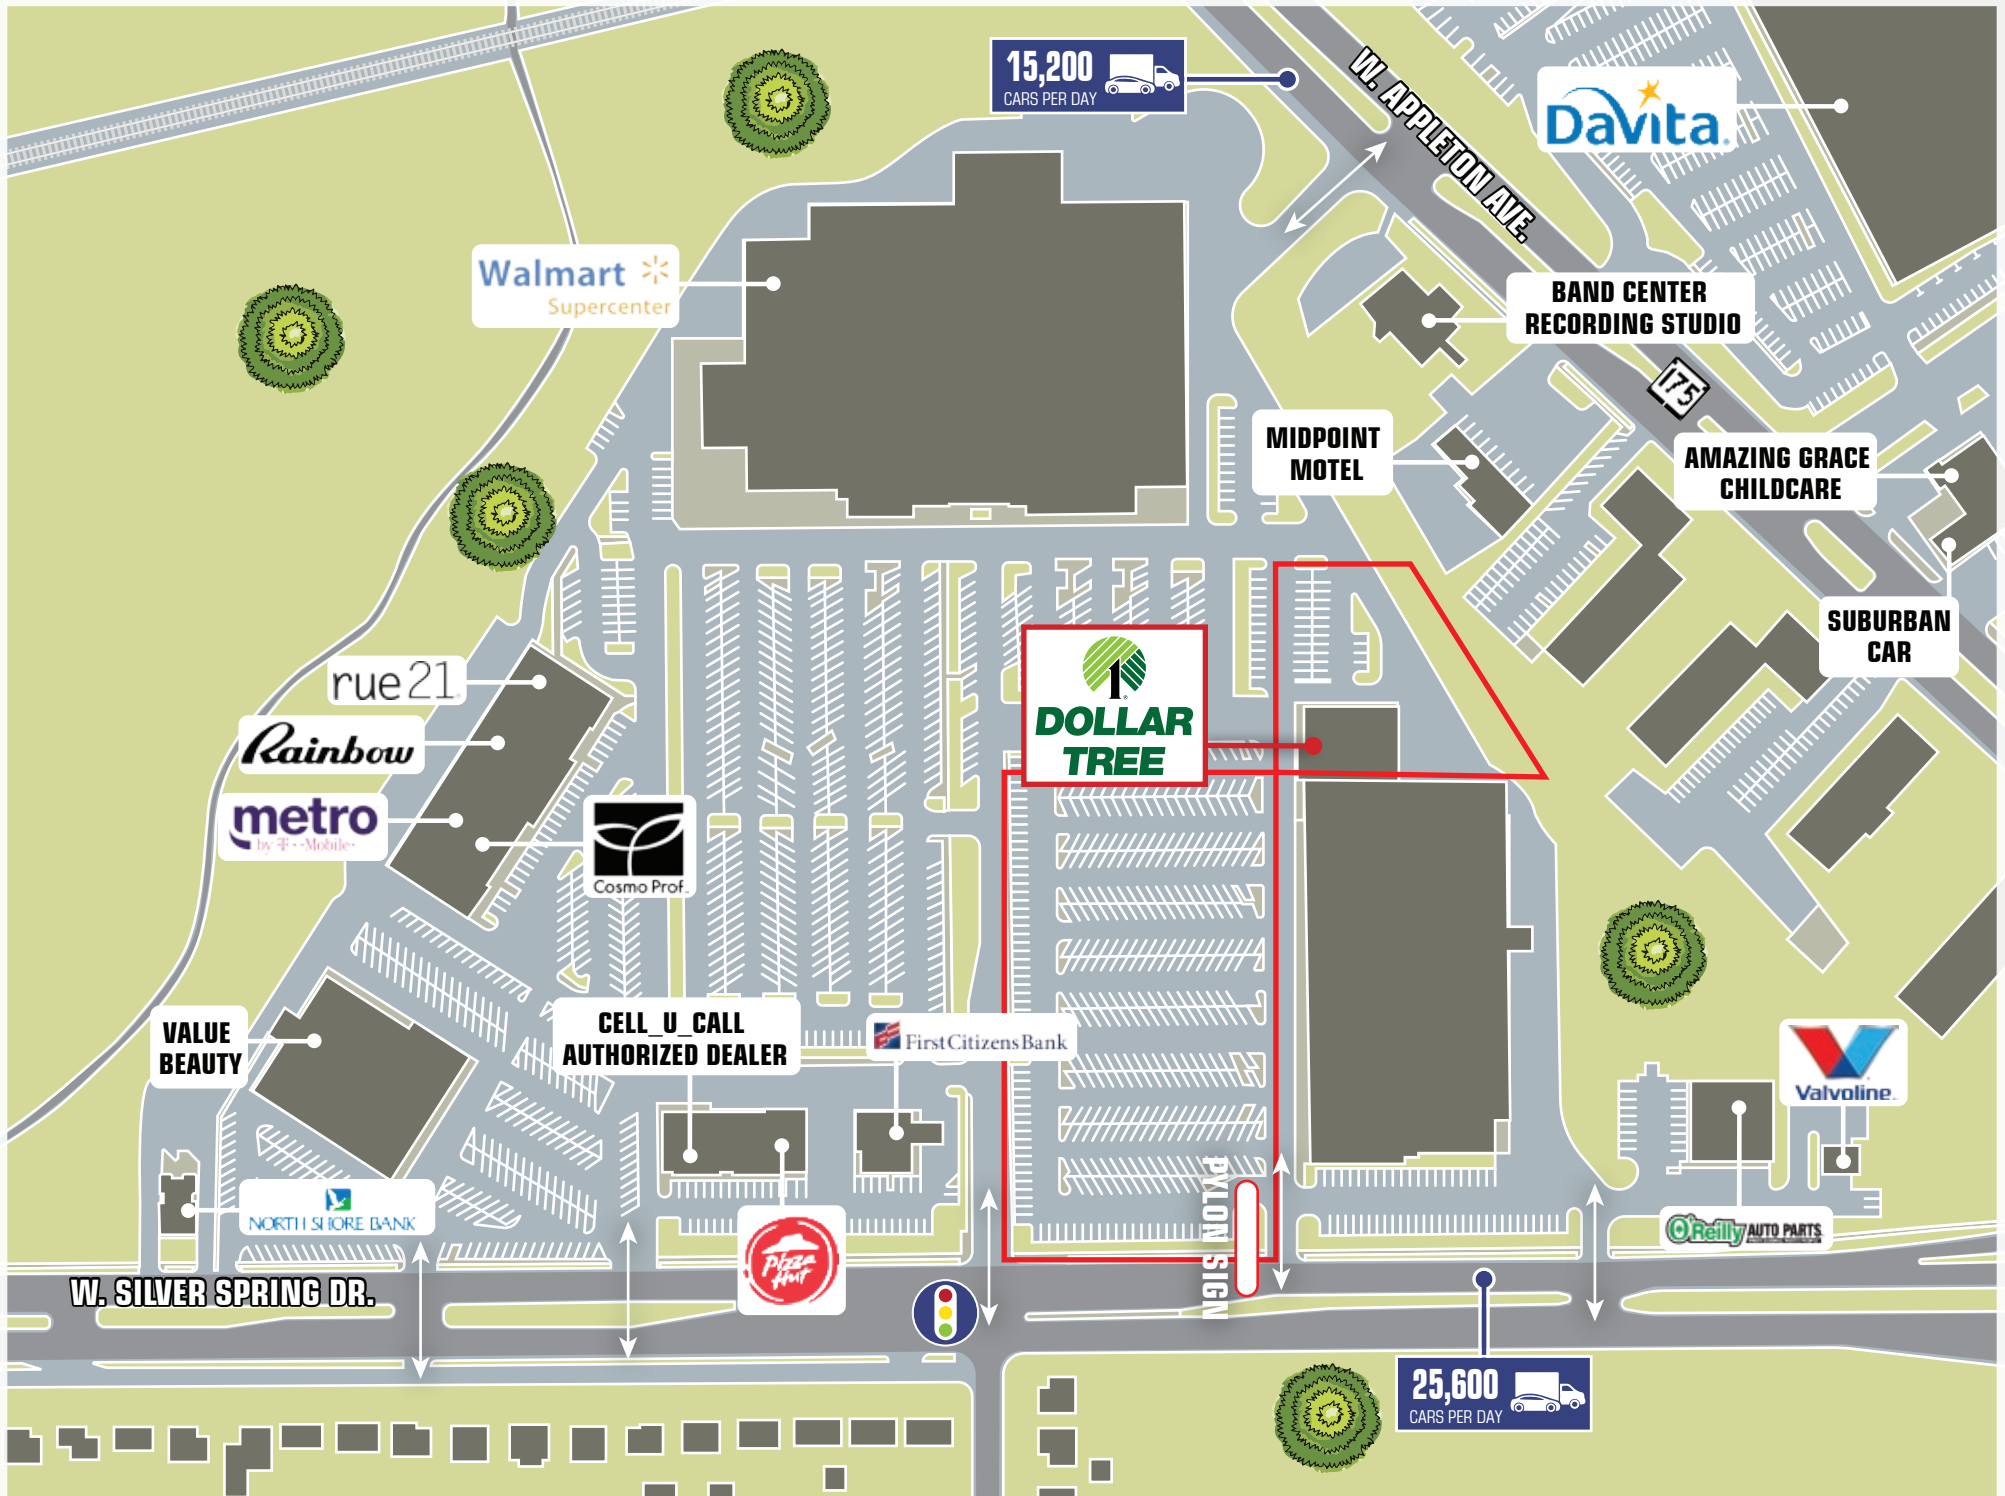 15,200
CARS PER DAY
W. APPLETON AVE.
DaVita
Walmart
Supercenter
BAND CENTER
RECORDING STUDIO
175
MIDPOINT
MOTEL
AMAZING GRACE
CHILDCARE
SUBURBAN
CAR
rue21
Rainbow
metro
by T-Mobile
Cosmo Prof
1
DOLLAR
TREE
VALUE
BEAUTY
CELL_U_CALL
AUTHORIZED DEALER
First Citizens Bank
Valvoline
NORTH SHORE BANK
Pizza
Hut
O'Reilly AUTO PARTS
PYLON SIGN
W. SILVER SPRING DR.
25,600
CARS PER DAY